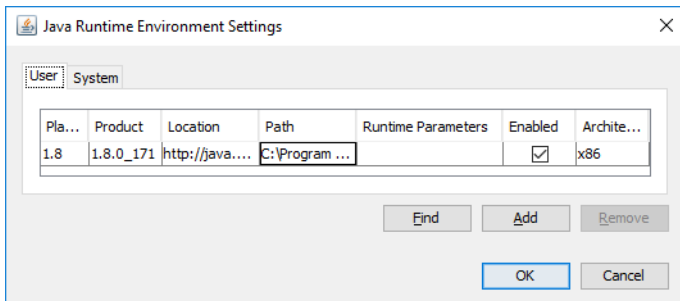 Java Runtime Environment Settings
User System
Pla... Product Location Path Runtime Parameters Enabled Archite...
1.8 1.8.0_171 http://java.... C:\Program ... x86
Find Add Remove
OK Cancel